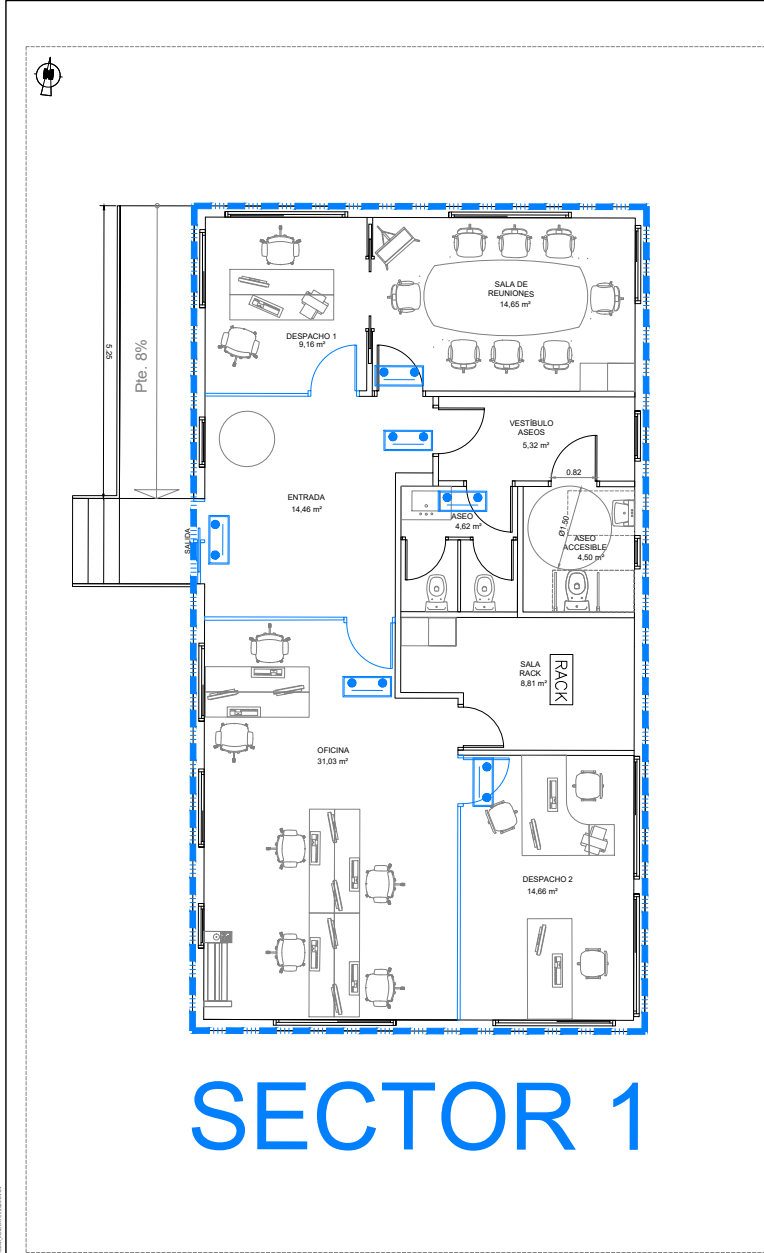 N
5.25
Pte. 8%
SALA DE
REUNIONES
14,65 m²
DESPACHO 1
9,16 m²
VESTÍBULO
ASEOS
5,32 m²
0.82
ENTRADA
14,46 m²
ASEO
4,62 m²
Ø1.50
ASEO
ACCESIBLE
4,50 m²
SALIDA
SALA
RACK
8,81 m²
RACK
OFICINA
31,03 m²
DESPACHO 2
14,66 m²
SECTOR 1